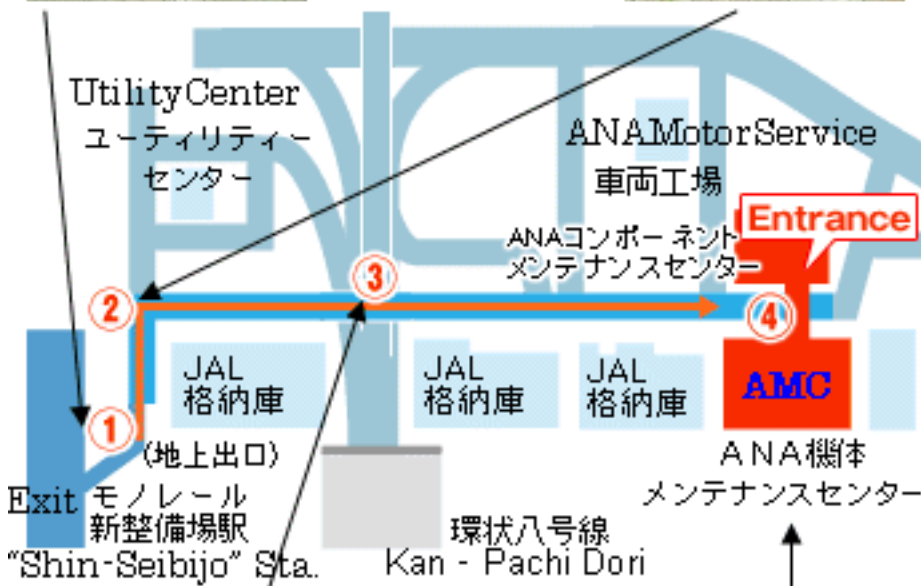 UtilityCenter
ユーティリティー
センター
ANAMotorService
車両工場
Entrance
ANAコンポーネント
メンテナンスセンター
③
②
④
JAL
格納庫
JAL
格納庫
JAL
格納庫
AMC
①
(地上出口)
ANA機体
メンテナンスセンター
Exit モノレール
新整備場駅
"Shin-Seibijo" Sta.
環状八号線
Kan - Pachi Dori